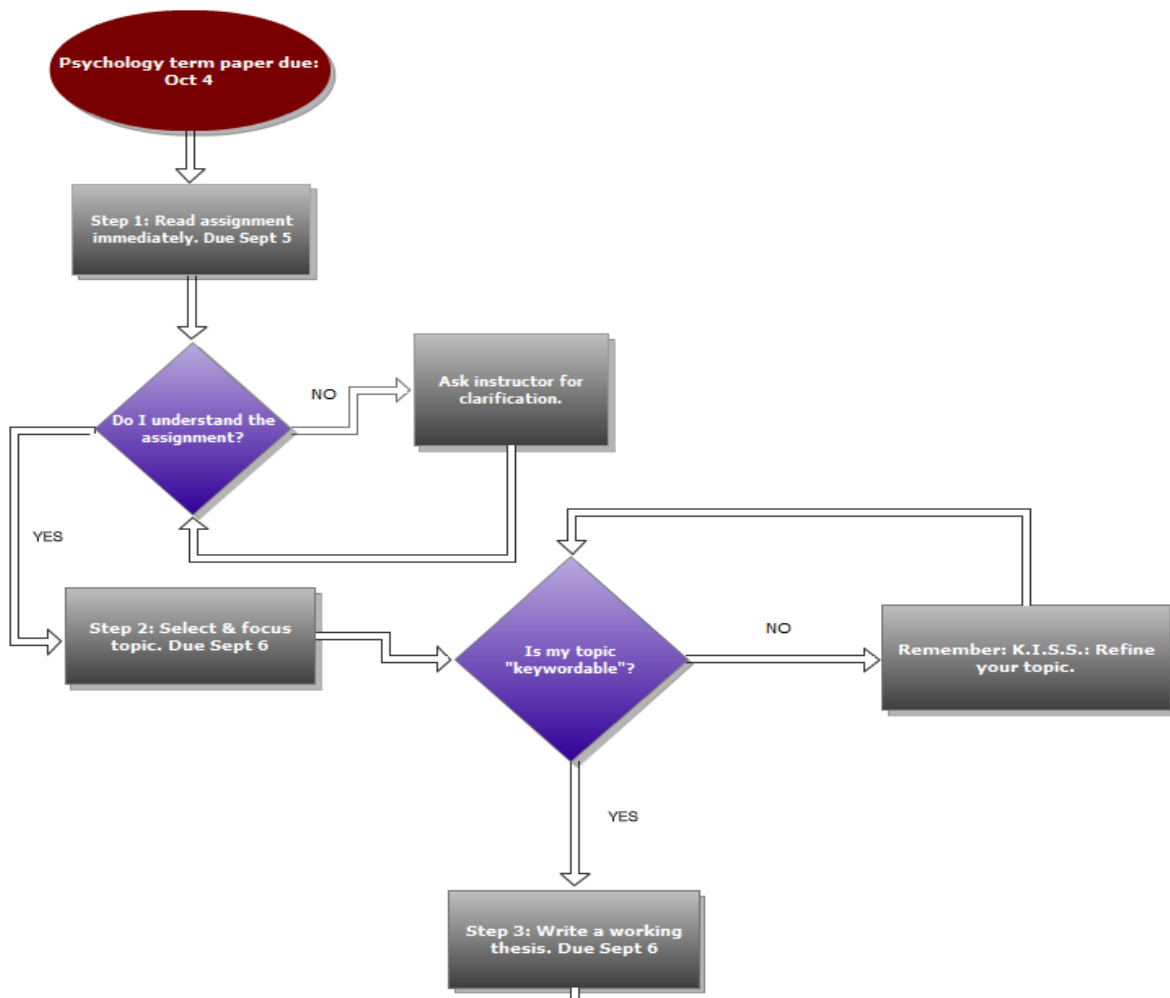 Psychology term paper due:
Oct 4
Step 1: Read assignment
immediately. Due Sept 5
Do I understand the
assignment?
NO
Ask instructor for
clarification.
YES
Step 2: Select & focus
topic. Due Sept 6
Is my topic
"keywordable"?
NO
Remember: K.I.S.S.: Refine
your topic.
YES
Step 3: Write a working
thesis. Due Sept 6